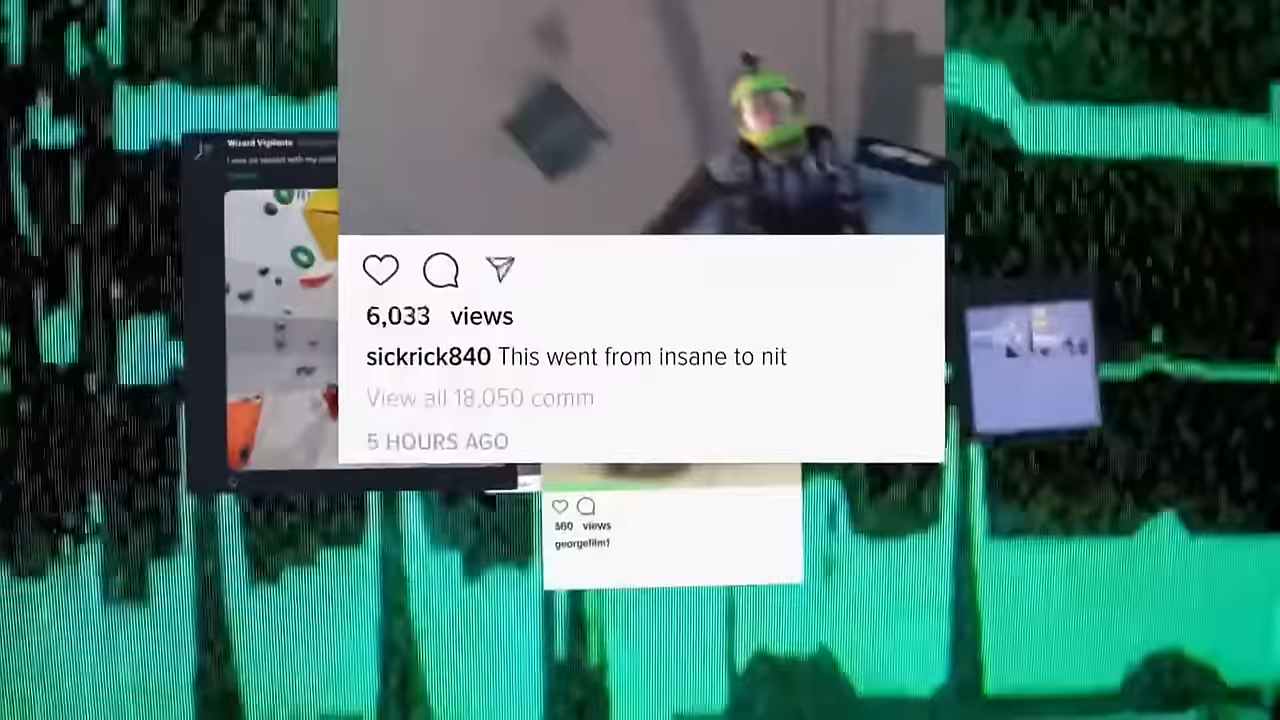 Wizard Vigilante
6,033 views
sickrick840 This went from insane to nit
View all 18,050 comm
5 HOURS AGO
360 views
georgefilm1